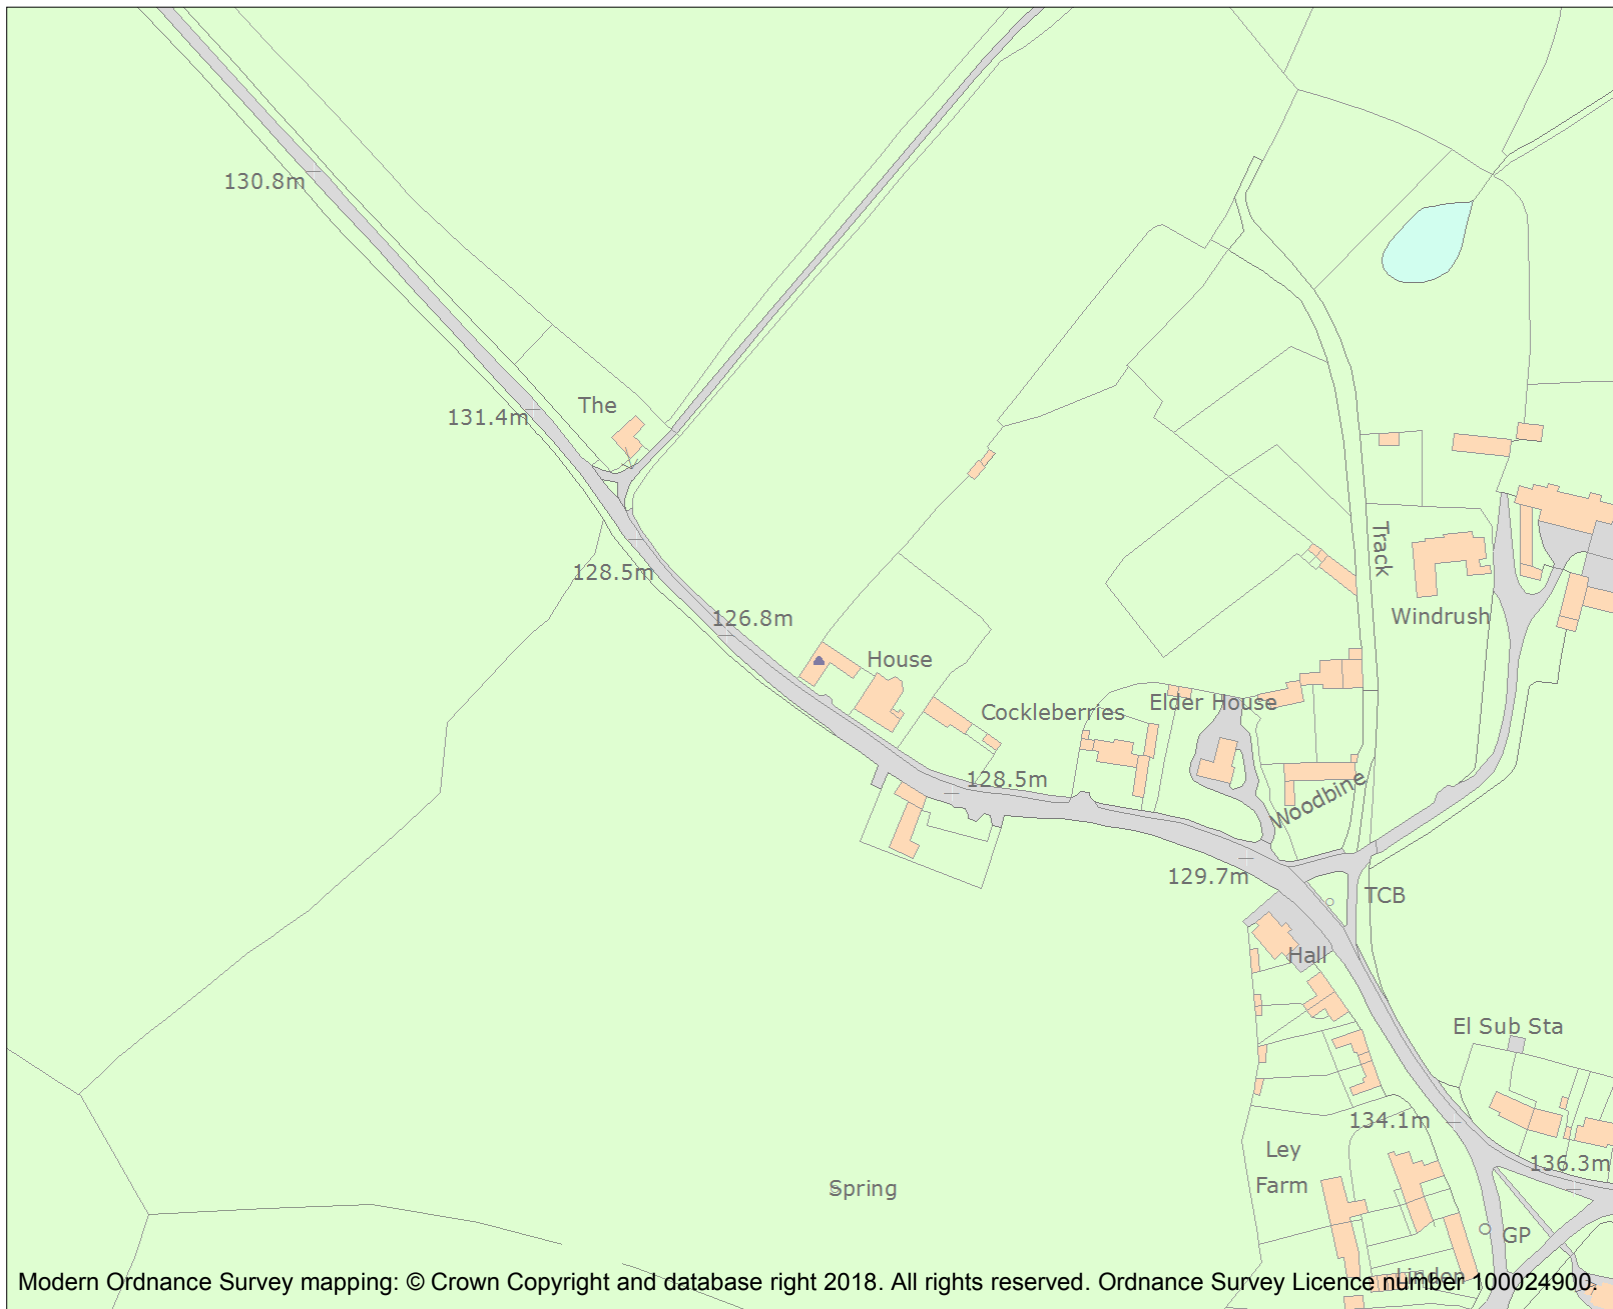 130.8m
The
131.4m
Track
128.5m
Windrush
126.8m
House
Elder House
Cockleberries
128.5m
Woodbine
129.7m
TCB
Hall
El Sub Sta
134.1m
Ley
Farm
136.3m
Spring
GP
Linden
Modern Ordnance Survey mapping: © Crown Copyright and database right 2018. All rights reserved. Ordnance Survey Licence number 100024900.